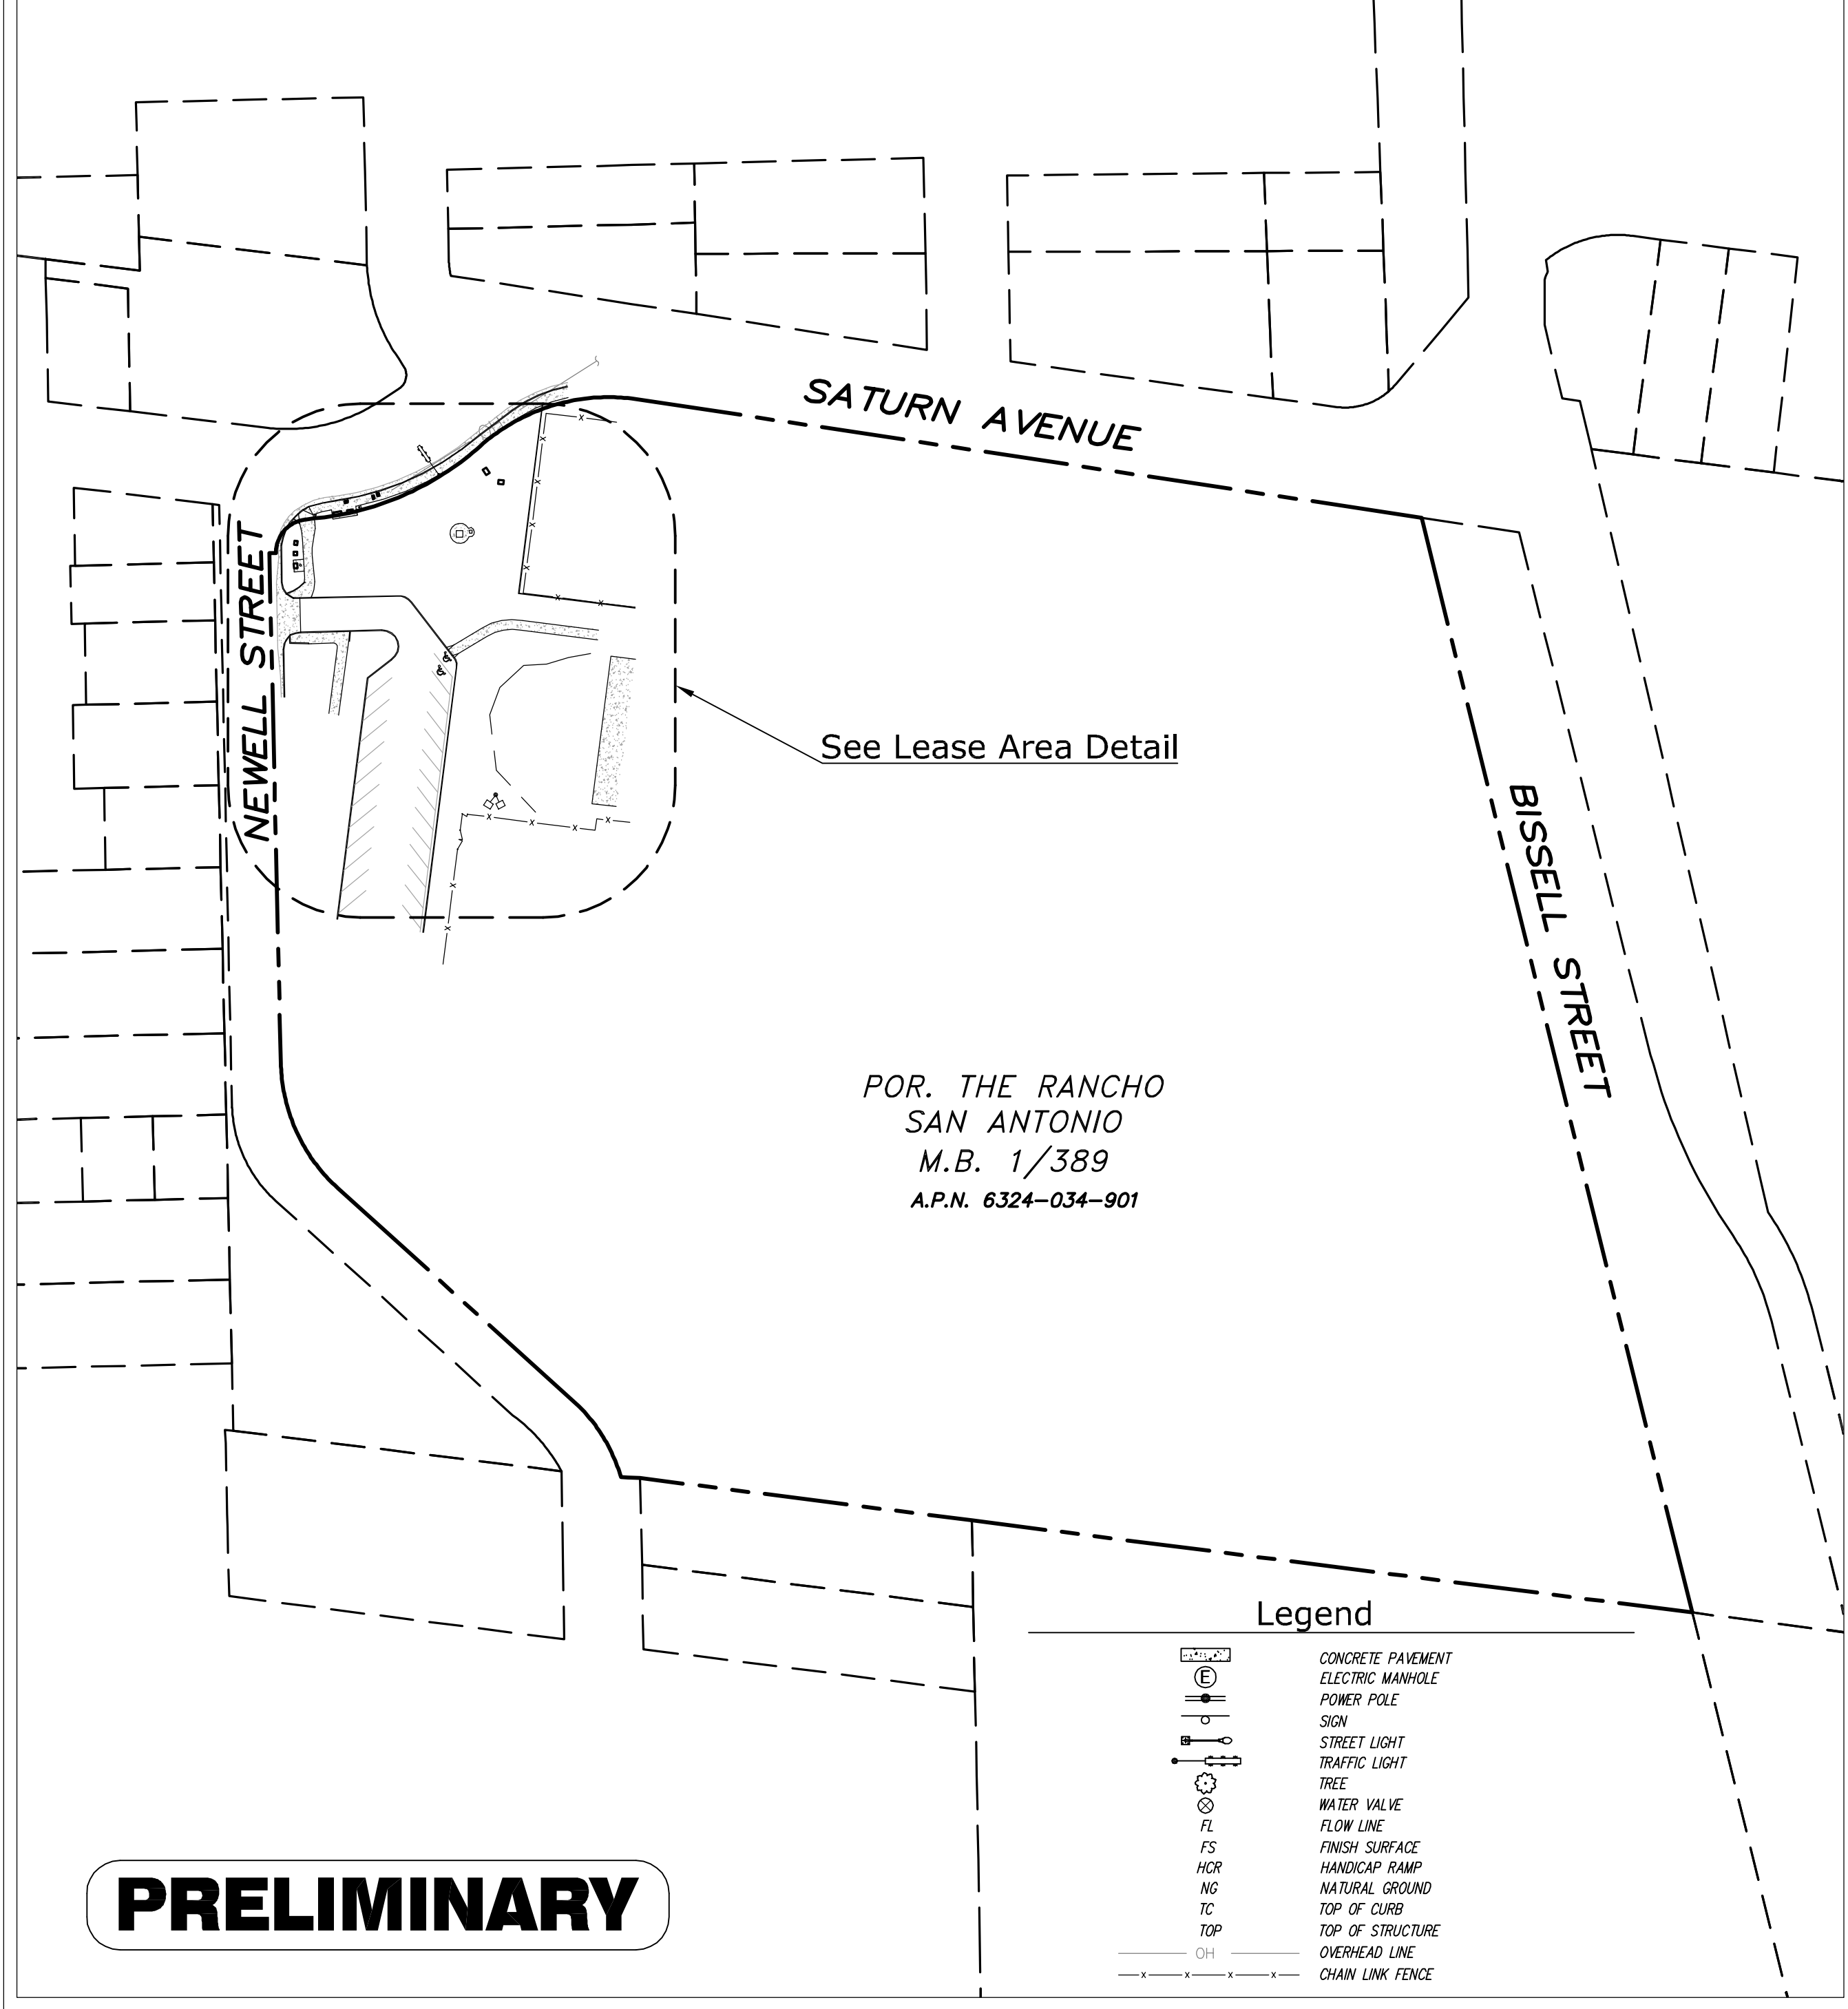 SATURN AVENUE
NEWELL STREET
See Lease Area Detail
BISSELL STREET
POR. THE RANCHO
SAN ANTONIO
M.B. 1/389
A.P.N. 6324-034-901
Legend
CONCRETE PAVEMENT
E ELECTRIC MANHOLE
POWER POLE
SIGN
STREET LIGHT
TRAFFIC LIGHT
TREE
WATER VALVE
FL FLOW LINE
FS FINISH SURFACE
HCR HANDICAP RAMP
NG NATURAL GROUND
TC TOP OF CURB
TOP TOP OF STRUCTURE
OH OVERHEAD LINE
x x x x CHAIN LINK FENCE
PRELIMINARY